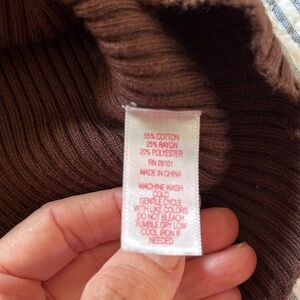 55% COTTON
25% RAYON
20% POLYESTER
RN 28101
MADE IN CHINA
MACHINE WASH
COLD
GENTLE CYCLE
WITH LIKE COLORS
DO NOT BLEACH
TUMBLE DRY LOW
COOL IRON IF
NEEDED